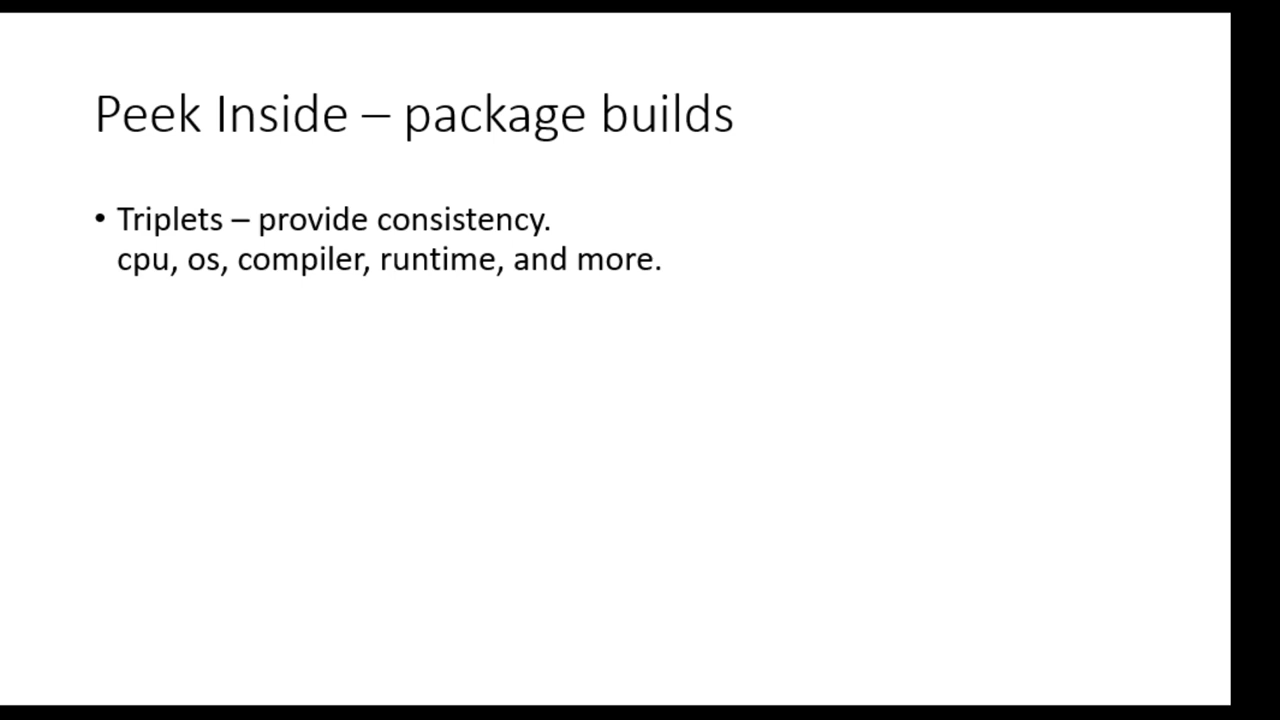 Peek Inside – package builds
• Triplets – provide consistency.
cpu, os, compiler, runtime, and more.